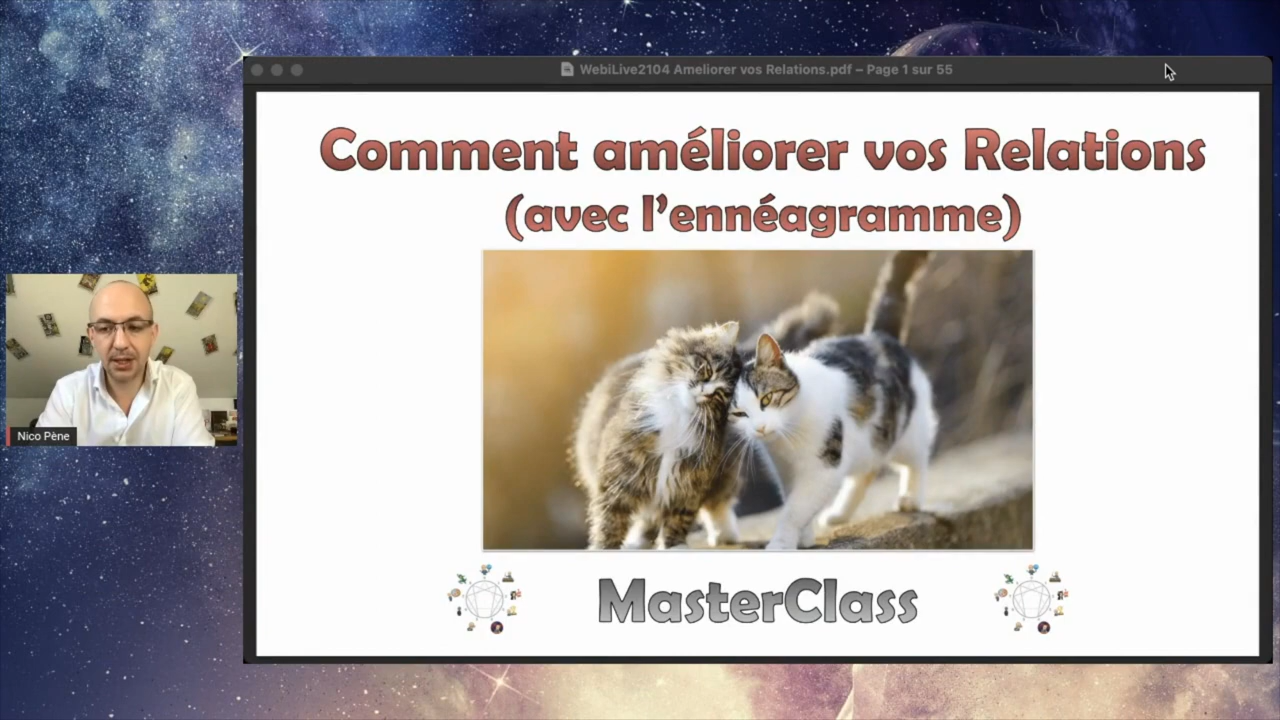 WebiLive2104 Ameliorer vos Relations.pdf – Page 1 sur 55
Comment améliorer vos Relations
(avec l'ennéagramme)
Nico Pène
MasterClass